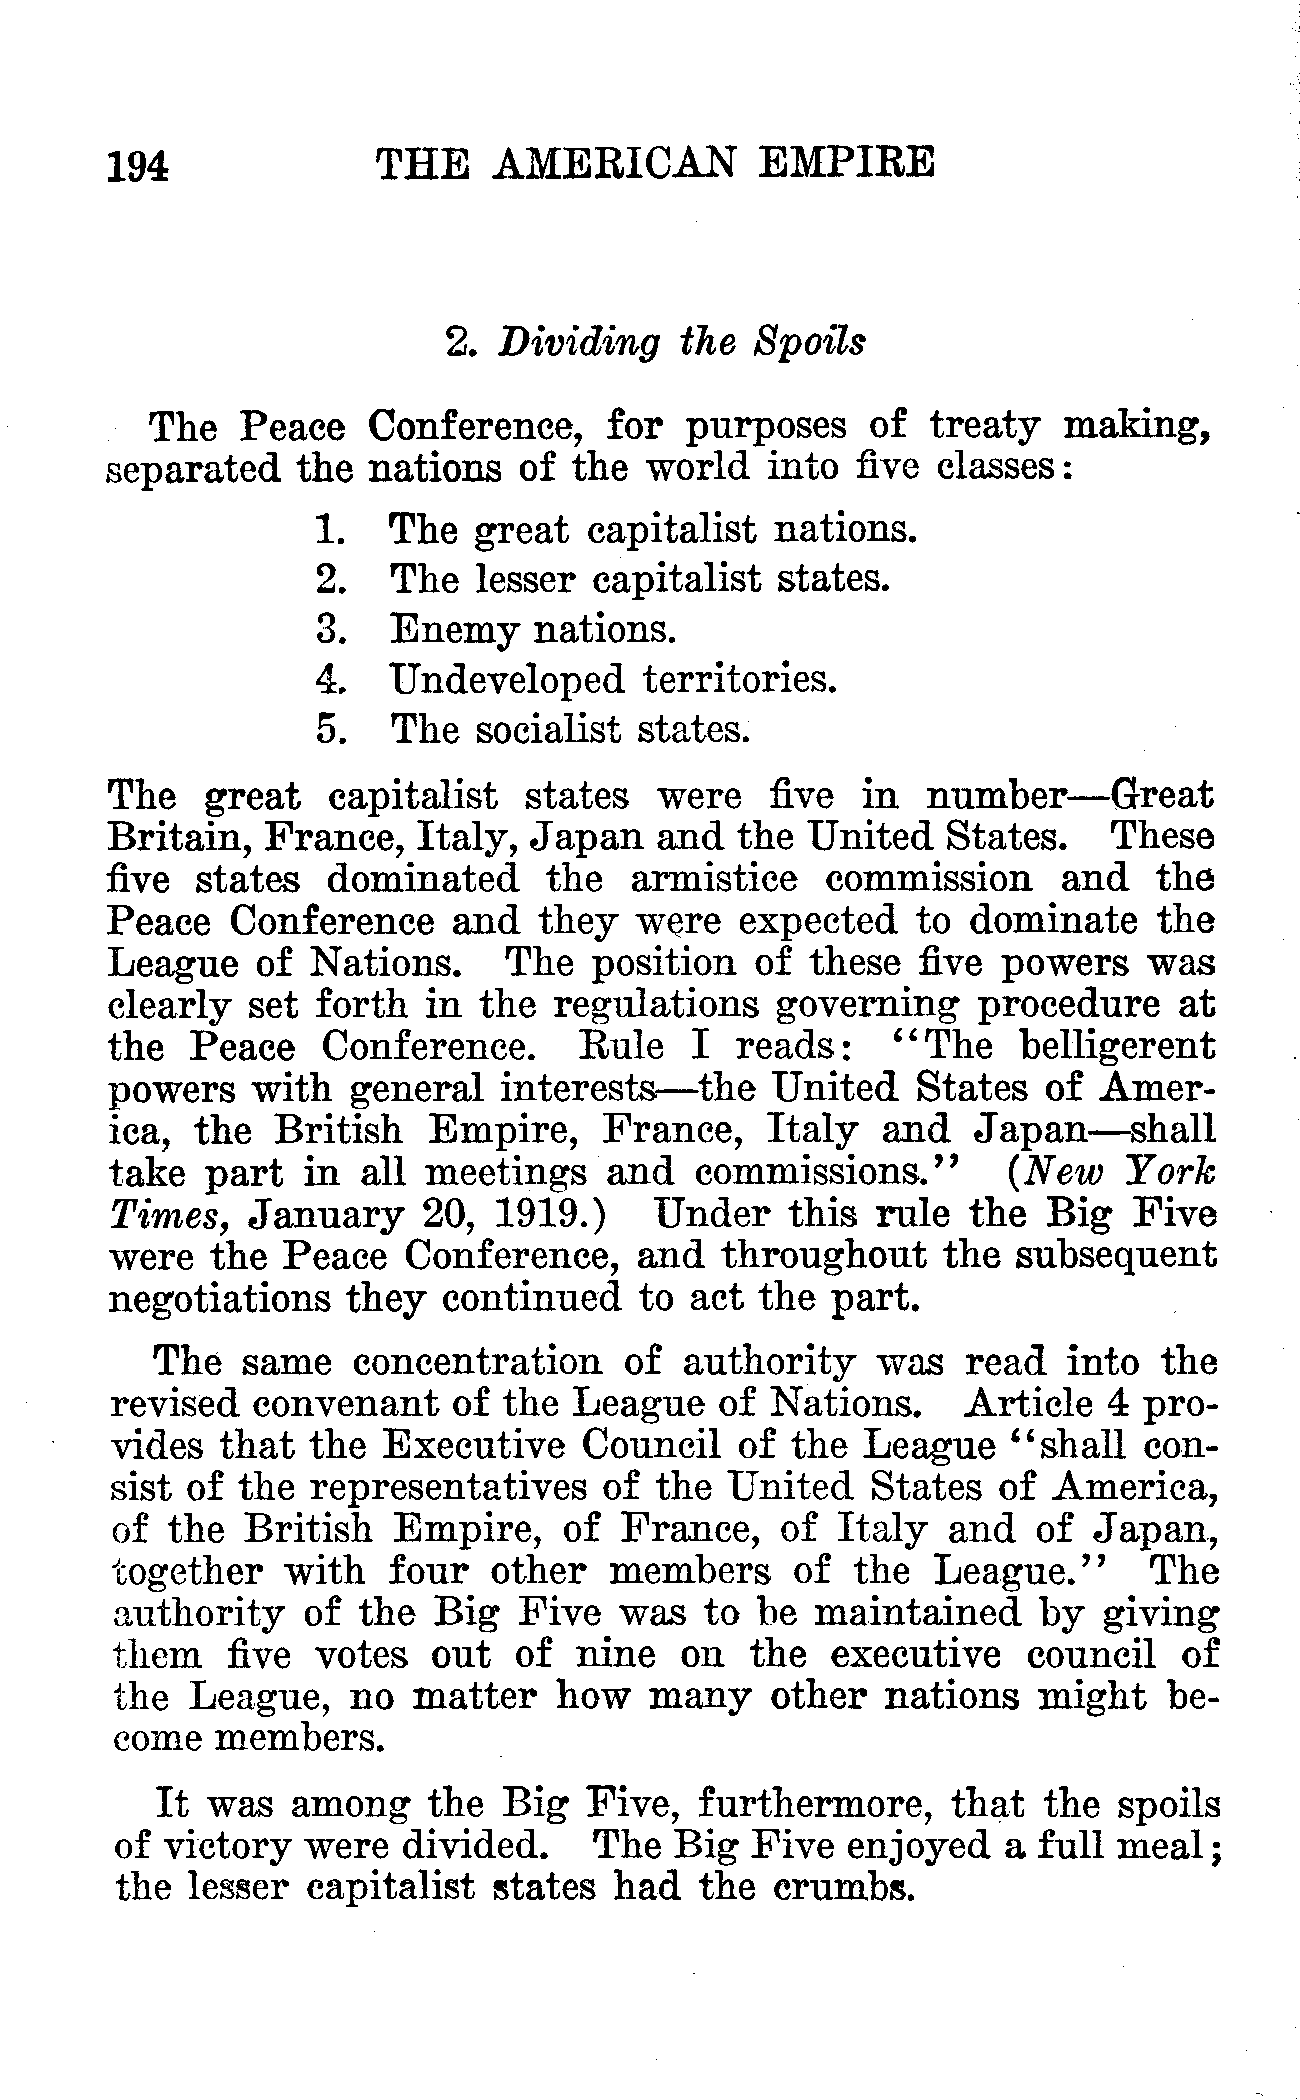 194 THE AMERICAN EMPIRE
2. Dividing the Spoils
The Peace Conference, for purposes of treaty making,
separated the nations of the world into five classes:
1. The great capitalist nations.
2. The lesser capitalist states.
3. Enemy nations.
4. Undeveloped territories.
5. The socialist states.
The great capitalist states were five in number—Great
Britain, France, Italy, Japan and the United States. These
five states dominated the armistice commission and the
Peace Conference and they were expected to dominate the
League of Nations. The position of these five powers was
clearly set forth in the regulations governing procedure at
the Peace Conference. Rule I reads: “The belligerent
powers with general interests—the United States of Amer-
ica, the British Empire, France, Italy and Japan—shall
take part in all meetings and commissions.” (New York
Times, January 20, 1919.) Under this rule the Big Five
were the Peace Conference, and throughout the subsequent
negotiations they continued to act the part.
The same concentration of authority was read into the
revised convenant of the League of Nations. Article 4 pro-
vides that the Executive Council of the League “shall con-
sist of the representatives of the United States of America,
of the British Empire, of France, of Italy and of Japan,
together with four other members of the League.” The
authority of the Big Five was to be maintained by giving
them five votes out of nine on the executive council of
the League, no matter how many other nations might be-
come members.
It was among the Big Five, furthermore, that the spoils
of victory were divided. The Big Five enjoyed a full meal;
the lesser capitalist states had the crumbs.